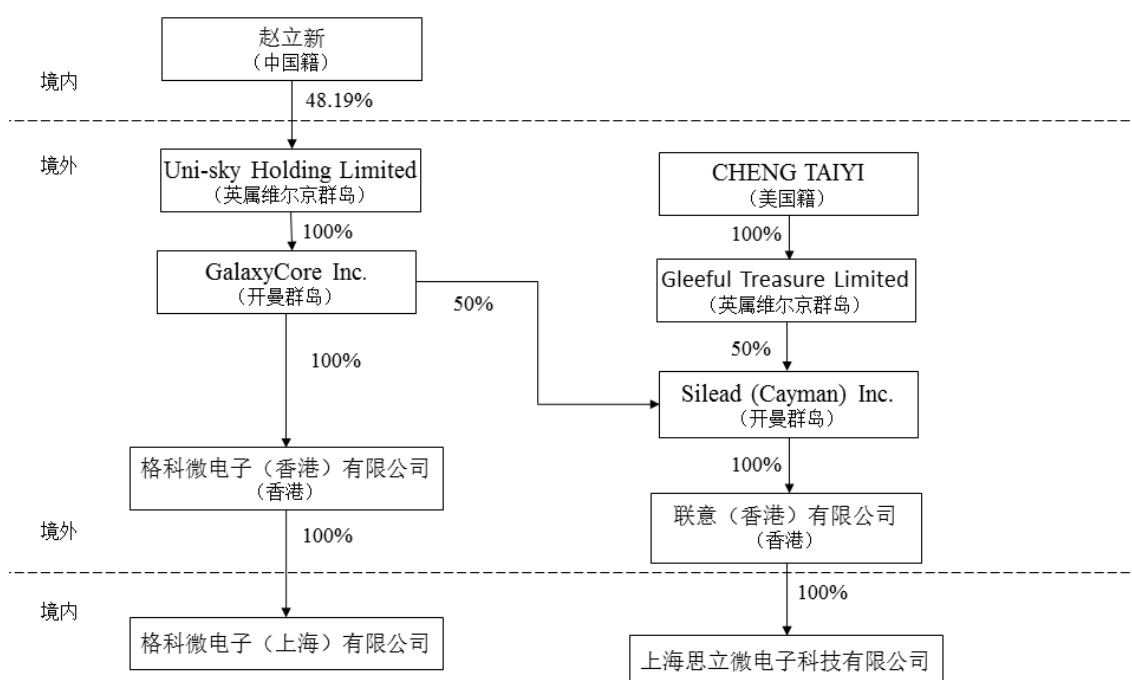 赵立新
（中国籍）
境内
48.19%
境外
Uni-sky Holding Limited
（英属维尔京群岛）
CHENG TAIYI
（美国籍）
100%
100%
GalaxyCore Inc.
（开曼群岛）
Gleeful Treasure Limited
（英属维尔京群岛）
50%
50%
100%
Silead (Cayman) Inc.
（开曼群岛）
格科微电子（香港）有限公司
（香港）
100%
联意（香港）有限公司
（香港）
境外
100%
100%
境内
格科微电子（上海）有限公司
上海思立微电子科技有限公司